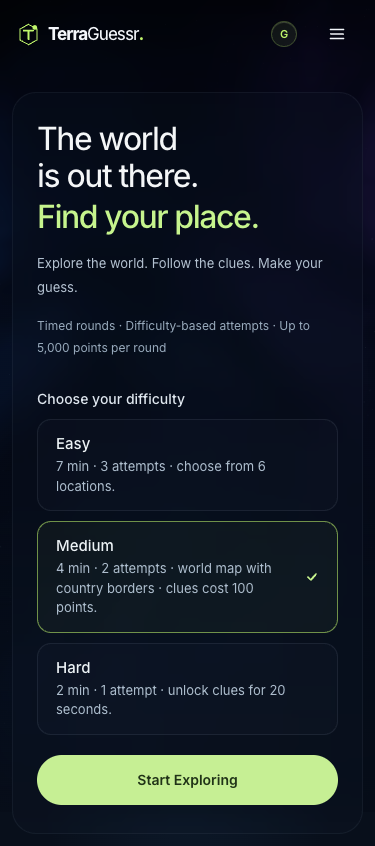 TerraGuessr.
G
The world
is out there.
Find your place.
Explore the world. Follow the clues. Make your
guess.
Timed rounds · Difficulty-based attempts · Up to
5,000 points per round
Choose your difficulty
Easy
7 min · 3 attempts · choose from 6
locations.
Medium
4 min · 2 attempts · world map with
country borders · clues cost 100
points.
Hard
2 min · 1 attempt · unlock clues for 20
seconds.
Start Exploring